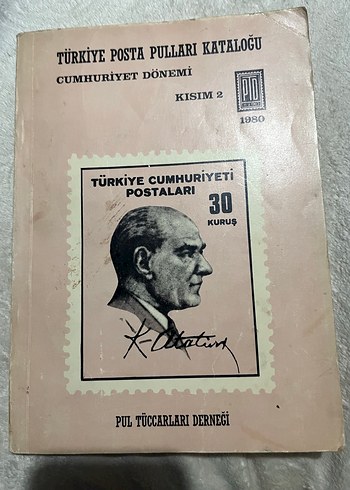 TÜRKİYE POSTA PULLARI KATALOĞU
CUMHURİYET DÖNEMİ
KISIM 2
1980
TÜRKİYE CUMHURİYETİ
POSTALARI
30
KURUŞ
K. Atatürk
PUL TÜCCARLARI DERNEĞİ